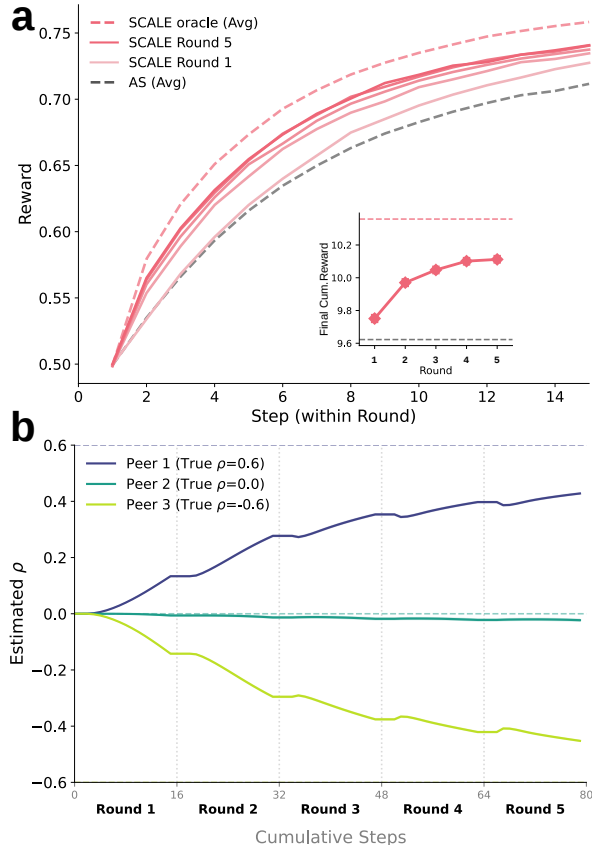 a
SCALE oracle (Avg)
SCALE Round 5
SCALE Round 1
AS (Avg)
Reward
0.75
0.70
0.65
0.60
0.55
0.50
0 2 4 6 8 10 12 14
Step (within Round)
Final Cum.Reward
10.2
10.0
9.8
9.6
1 2 3 4 5
Round
b
Peer 1 (True ρ=0.6)
Peer 2 (True ρ=0.0)
Peer 3 (True ρ=-0.6)
Estimated ρ
0.6
0.4
0.2
0.0
−0.2
−0.4
−0.6
0 16 32 48 64 80
Round 1 Round 2 Round 3 Round 4 Round 5
Cumulative Steps